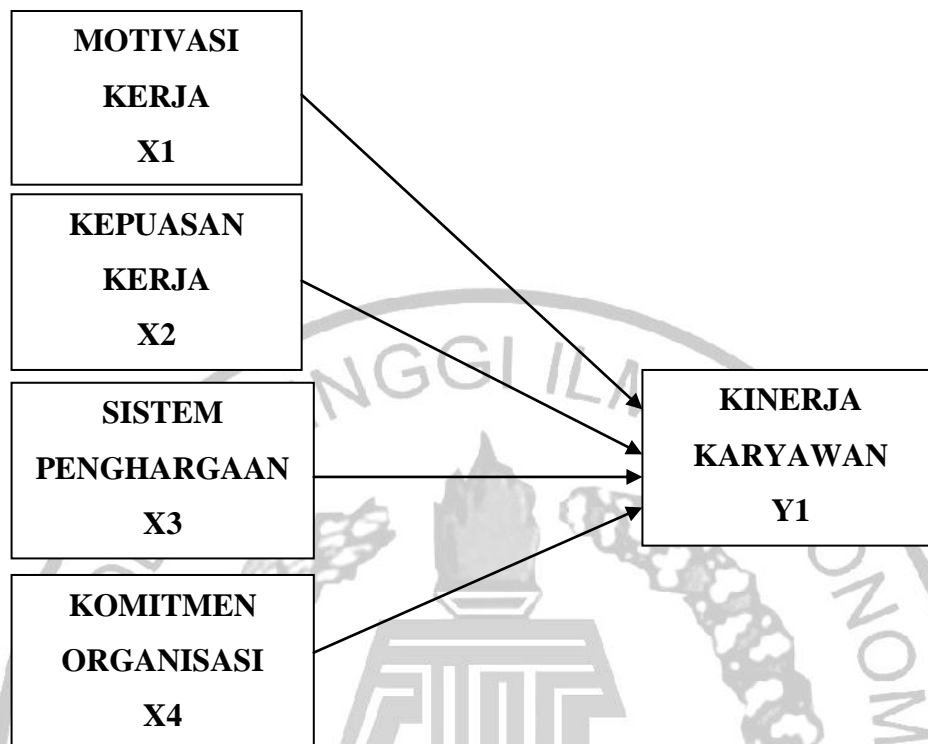 MOTIVASI
KERJA
X1
KEPUASAN
KERJA
X2
SISTEM
PENGHARGAAN
X3
KOMITMEN
ORGANISASI
X4
KINERJA
KARYAWAN
Y1